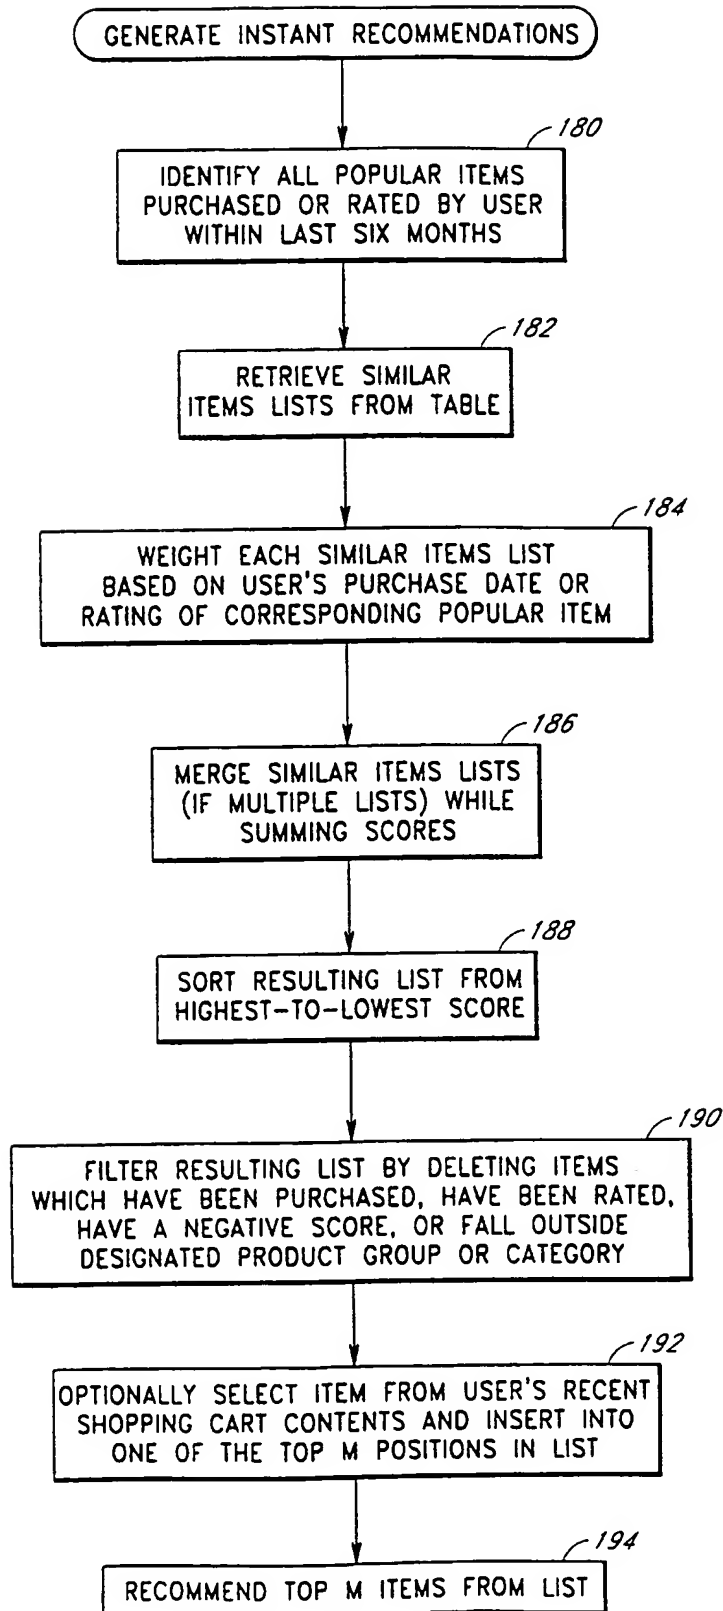 GENERATE INSTANT RECOMMENDATIONS
180
IDENTIFY ALL POPULAR ITEMS
PURCHASED OR RATED BY USER
WITHIN LAST SIX MONTHS
182
RETRIEVE SIMILAR
ITEMS LISTS FROM TABLE
184
WEIGHT EACH SIMILAR ITEMS LIST
BASED ON USER'S PURCHASE DATE OR
RATING OF CORRESPONDING POPULAR ITEM
186
MERGE SIMILAR ITEMS LISTS
(IF MULTIPLE LISTS) WHILE
SUMMING SCORES
188
SORT RESULTING LIST FROM
HIGHEST-TO-LOWEST SCORE
190
FILTER RESULTING LIST BY DELETING ITEMS
WHICH HAVE BEEN PURCHASED, HAVE BEEN RATED,
HAVE A NEGATIVE SCORE, OR FALL OUTSIDE
DESIGNATED PRODUCT GROUP OR CATEGORY
192
OPTIONALLY SELECT ITEM FROM USER'S RECENT
SHOPPING CART CONTENTS AND INSERT INTO
ONE OF THE TOP M POSITIONS IN LIST
194
RECOMMEND TOP M ITEMS FROM LIST